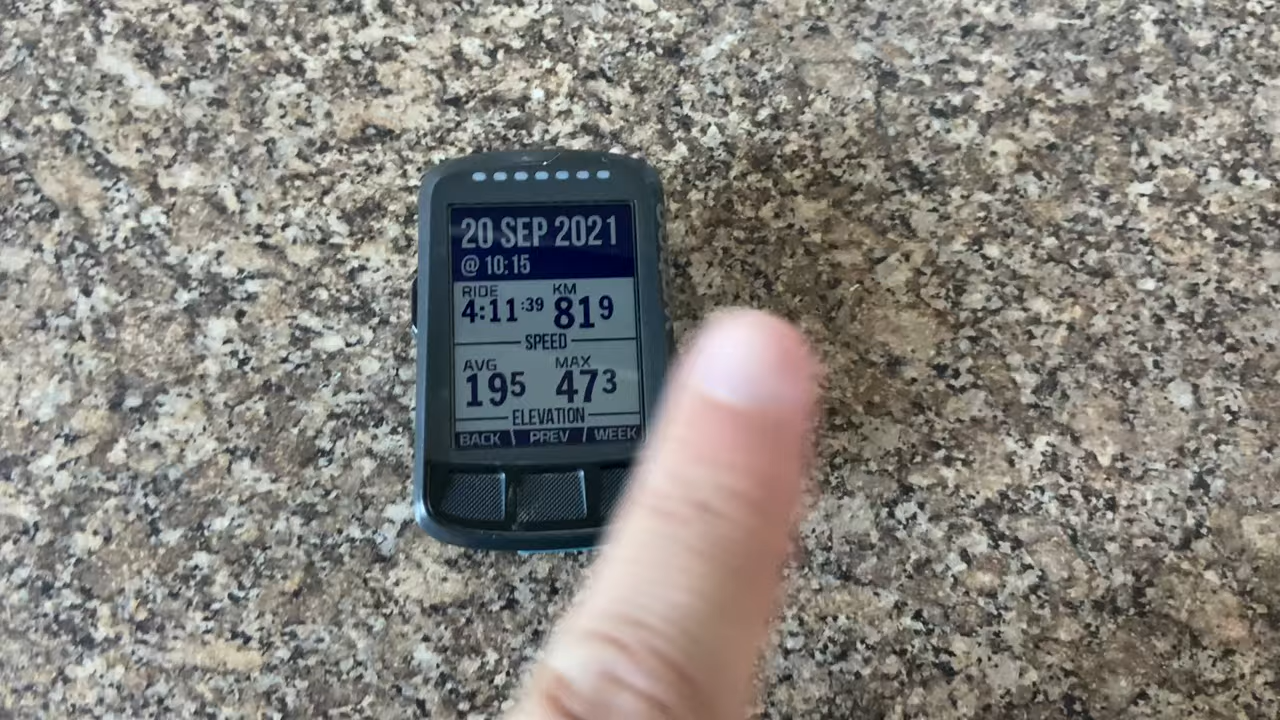 20 SEP 2021
@ 10:15
RIDE KM
4:11:39 819
SPEED
AVG MAX
195 473
ELEVATION
BACK PREV WEEK